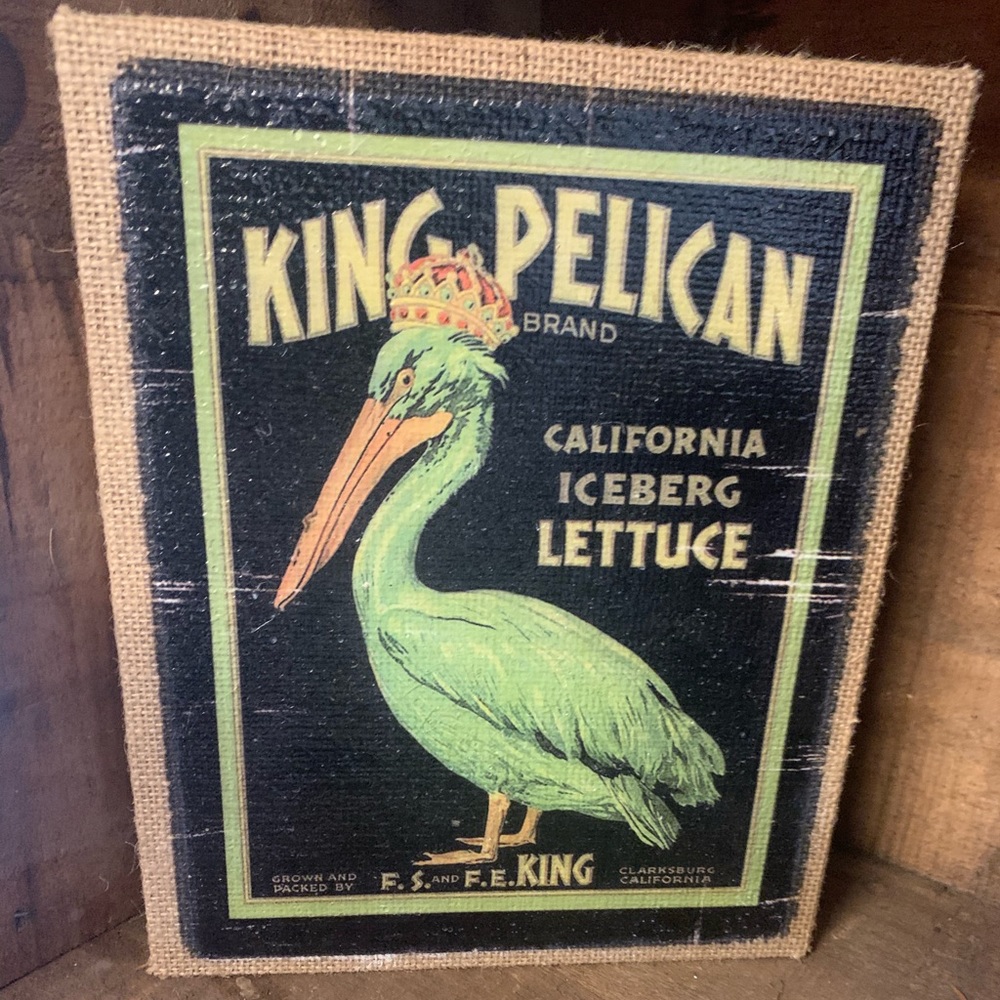 KING PELICAN
BRAND
CALIFORNIA
ICEBERG
LETTUCE
GROWN AND
PACKED BY
F. S. AND F. E. KING
CLARKSBURG
CALIFORNIA